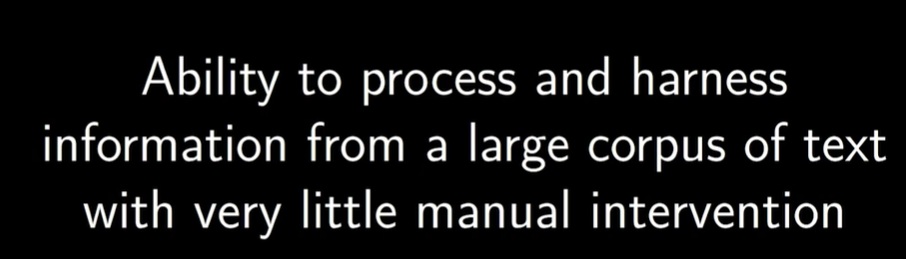 Ability to process and harness
information from a large corpus of text
with very little manual intervention